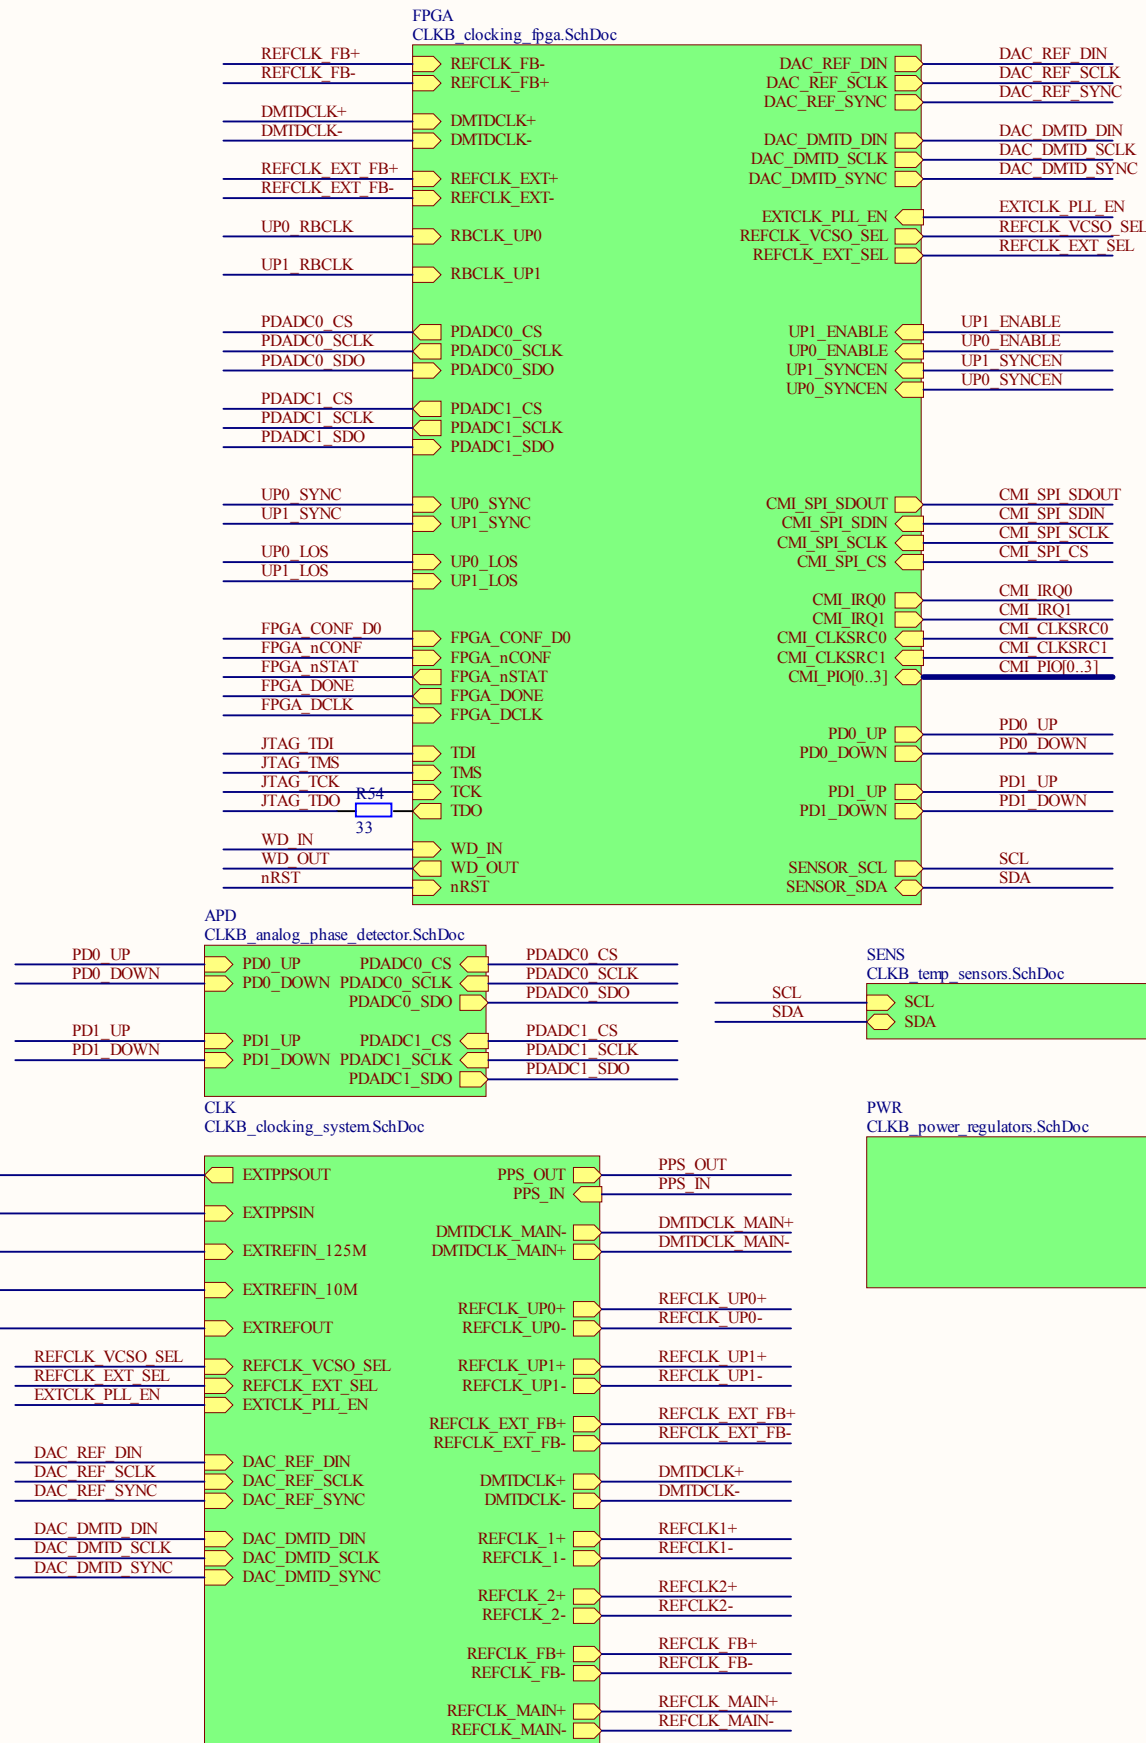 FPGA
CLKB_clocking_fpga.SchDoc
REFCLK_FB+ REFCLK_FB- DAC_REF_DIN DAC_REF_DIN
REFCLK_FB- REFCLK_FB+ DAC_REF_SCLK DAC_REF_SCLK
DAC_REF_SYNC DAC_REF_SYNC
DMTDCLK+ DMTDCLK+
DMTDCLK- DMTDCLK- DAC_DMTD_DIN DAC_DMTD_DIN
DAC_DMTD_SCLK DAC_DMTD_SCLK
REFCLK_EXT_FB+ REFCLK_EXT+ DAC_DMTD_SYNC DAC_DMTD_SYNC
REFCLK_EXT_FB- REFCLK_EXT-
EXTCLK_PLL_EN EXTCLK_PLL_EN
UP0_RBCLK RBCLK_UP0 REFCLK_VCSO_SEL REFCLK_VCSO_SEL
REFCLK_EXT_SEL REFCLK_EXT_SEL
UP1_RBCLK RBCLK_UP1
PDADC0_CS PDADC0_CS UP1_ENABLE UP1_ENABLE
PDADC0_SCLK PDADC0_SCLK UP0_ENABLE UP0_ENABLE
PDADC0_SDO PDADC0_SDO UP1_SYNCEN UP1_SYNCEN
UP0_SYNCEN UP0_SYNCEN
PDADC1_CS PDADC1_CS
PDADC1_SCLK PDADC1_SCLK
PDADC1_SDO PDADC1_SDO
UP0_SYNC UP0_SYNC CMI_SPI_SDOUT CMI_SPI_SDOUT
UP1_SYNC UP1_SYNC CMI_SPI_SDIN CMI_SPI_SDIN
CMI_SPI_SCLK CMI_SPI_SCLK
UP0_LOS UP0_LOS CMI_SPI_CS CMI_SPI_CS
UP1_LOS UP1_LOS
CMI_IRQ0 CMI_IRQ0
CMI_IRQ1 CMI_IRQ1
FPGA_CONF_D0 FPGA_CONF_D0 CMI_CLKSRC0 CMI_CLKSRC0
FPGA_nCONF FPGA_nCONF CMI_CLKSRC1 CMI_CLKSRC1
FPGA_nSTAT FPGA_nSTAT CMI_PIO[0..3] CMI_PIO[0..3]
FPGA_DONE FPGA_DONE
FPGA_DCLK FPGA_DCLK
PD0_UP PD0_UP
JTAG_TDI TDI PD0_DOWN PD0_DOWN
JTAG_TMS TMS
JTAG_TCK TCK PD1_UP PD1_UP
JTAG_TDO R54 TDO PD1_DOWN PD1_DOWN
33
WD_IN WD_IN
WD_OUT WD_OUT SENSOR_SCL SCL
nRST nRST SENSOR_SDA SDA
APD
CLKB_analog_phase_detector.SchDoc
PD0_UP PD0_UP PDADC0_CS PDADC0_CS
PD0_DOWN PD0_DOWN PDADC0_SCLK PDADC0_SCLK
PDADC0_SDO PDADC0_SDO
PD1_UP PD1_UP PDADC1_CS PDADC1_CS
PD1_DOWN PD1_DOWN PDADC1_SCLK PDADC1_SCLK
PDADC1_SDO PDADC1_SDO
SENS
CLKB_temp_sensors.SchDoc
SCL SCL
SDA SDA
CLK
CLKB_clocking_system.SchDoc
PWR
CLKB_power_regulators.SchDoc
EXTPPSOUT PPS_OUT PPS_OUT
PPS_IN PPS_IN
EXTPPSIN
DMTDCLK_MAIN- DMTDCLK_MAIN+
EXTREFIN_125M DMTDCLK_MAIN+ DMTDCLK_MAIN-
EXTREFIN_10M
REFCLK_UP0+ REFCLK_UP0+
EXTREFOUT REFCLK_UP0- REFCLK_UP0-
REFCLK_VCSO_SEL REFCLK_VCSO_SEL REFCLK_UP1+ REFCLK_UP1+
REFCLK_EXT_SEL REFCLK_EXT_SEL REFCLK_UP1- REFCLK_UP1-
EXTCLK_PLL_EN EXTCLK_PLL_EN
REFCLK_EXT_FB+ REFCLK_EXT_FB+
REFCLK_EXT_FB- REFCLK_EXT_FB-
DAC_REF_DIN DAC_REF_DIN
DAC_REF_SCLK DAC_REF_SCLK DMTDCLK+ DMTDCLK+
DAC_REF_SYNC DAC_REF_SYNC DMTDCLK- DMTDCLK-
DAC_DMTD_DIN DAC_DMTD_DIN REFCLK_1+ REFCLK1+
DAC_DMTD_SCLK DAC_DMTD_SCLK REFCLK_1- REFCLK1-
DAC_DMTD_SYNC DAC_DMTD_SYNC
REFCLK_2+ REFCLK2+
REFCLK_2- REFCLK2-
REFCLK_FB+ REFCLK_FB+
REFCLK_FB- REFCLK_FB-
REFCLK_MAIN+ REFCLK_MAIN+
REFCLK_MAIN- REFCLK_MAIN-